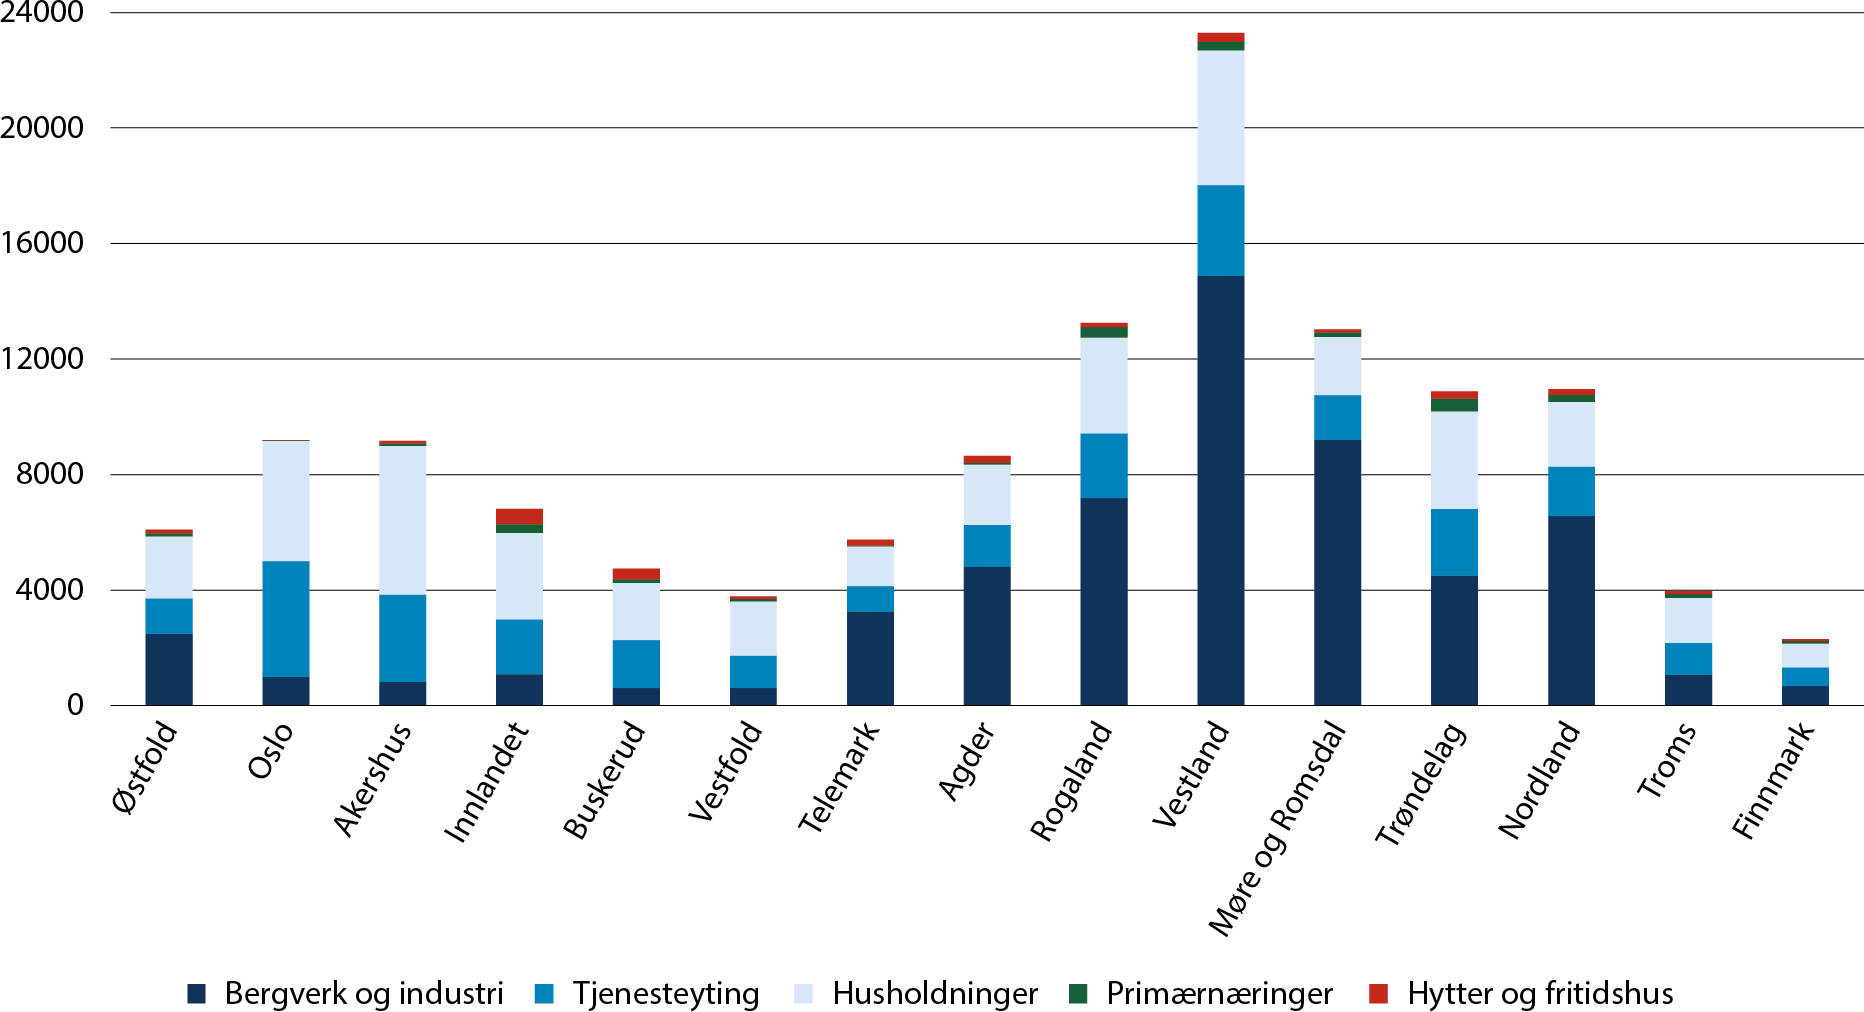 24000
20000
16000
12000
8000
4000
0
Østfold
Oslo
Akershus
Innlandet
Buskerud
Vestfold
Telemark
Agder
Rogaland
Vestland
Møre og Romsdal
Trøndelag
Nordland
Troms
Finnmark
Bergverk og industri Tjenesteyting Husholdninger Primærnæringer Hytter og fritidshus